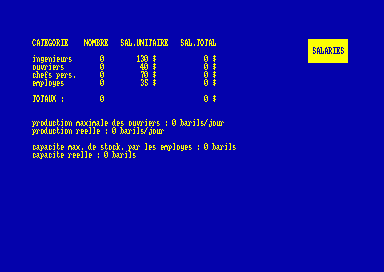 CATEGORIE NOMBRE SAL.UNITAIRE SAL.TOTAL
SALARIES
ingenieurs 0 130 $ 0 $
ouvriers 0 40 $ 0 $
chefs pers. 0 70 $ 0 $
employes 0 35 $ 0 $
TOTAUX : 0 0 $
production maximale des ouvriers : 0 barils/jour
production reelle : 0 barils/jour
capacite max. de stock. par les employes : 0 barils
capacite reelle : 0 barils